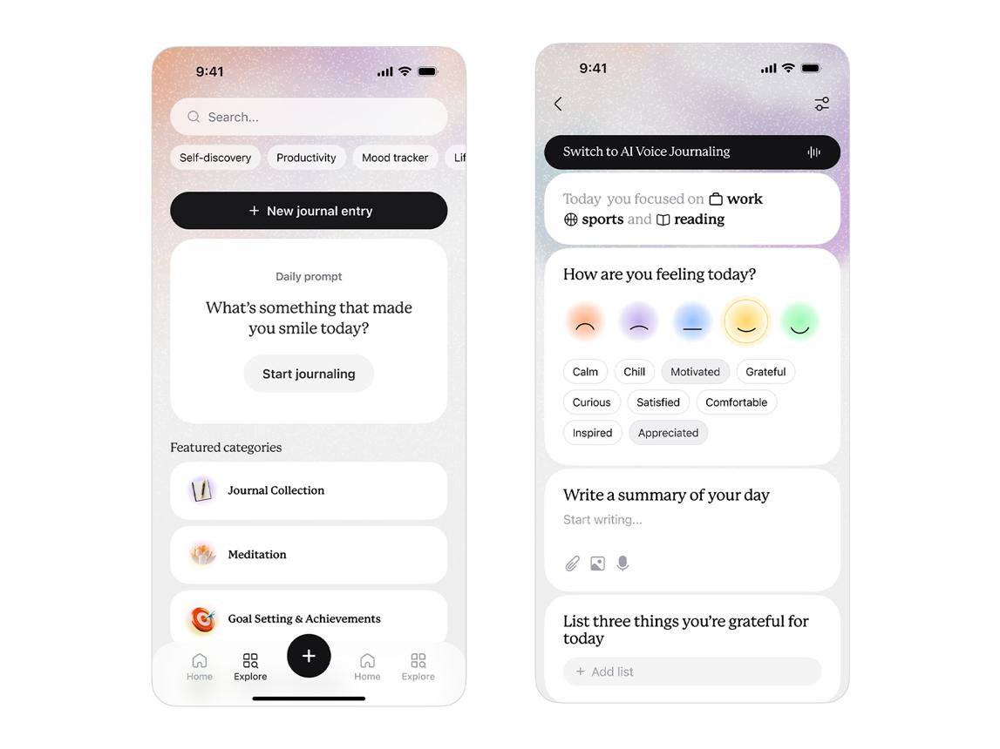 9:41
Search...
Self-discovery
Productivity
Mood tracker
Lif
+ New journal entry
Daily prompt
What's something that made
you smile today?
Start journaling
Featured categories
Journal Collection
Meditation
Goal Setting & Achievements
Home
Explore
+
Home
Explore
9:41
Switch to AI Voice Journaling
Today you focused on work
sports and reading
How are you feeling today?
Calm
Chill
Motivated
Grateful
Curious
Satisfied
Comfortable
Inspired
Appreciated
Write a summary of your day
Start writing...
List three things you're grateful for
today
+ Add list